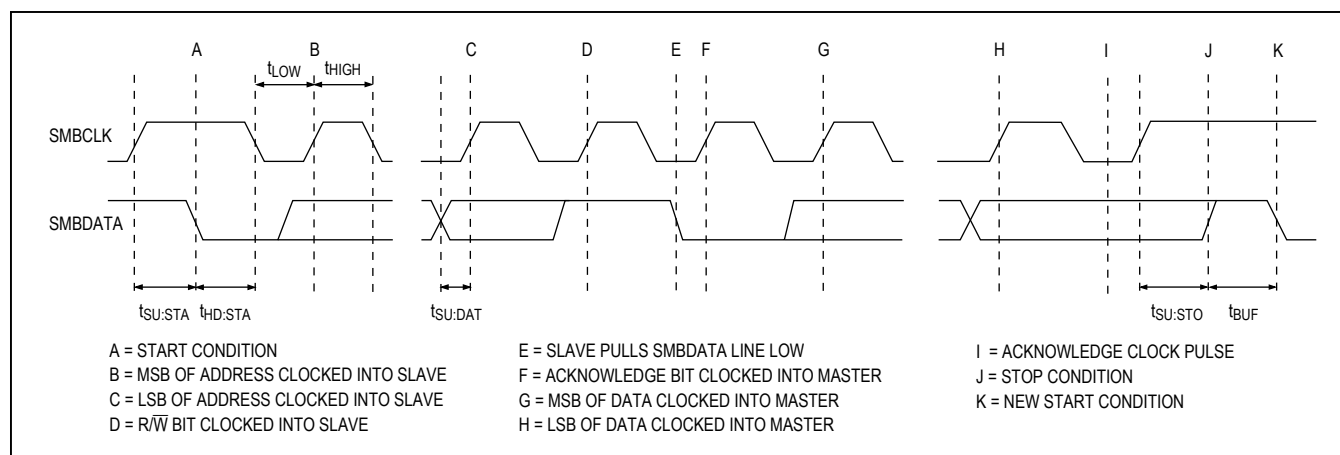 A B C D E F G H I J K
tLOW tHIGH
SMBCLK
SMBDATA
tSU:STA tHD:STA tSU:DAT tSU:STO tBUF
A = START CONDITION
B = MSB OF ADDRESS CLOCKED INTO SLAVE
C = LSB OF ADDRESS CLOCKED INTO SLAVE
D = R/W̅ BIT CLOCKED INTO SLAVE
E = SLAVE PULLS SMBDATA LINE LOW
F = ACKNOWLEDGE BIT CLOCKED INTO MASTER
G = MSB OF DATA CLOCKED INTO MASTER
H = LSB OF DATA CLOCKED INTO MASTER
I = ACKNOWLEDGE CLOCK PULSE
J = STOP CONDITION
K = NEW START CONDITION